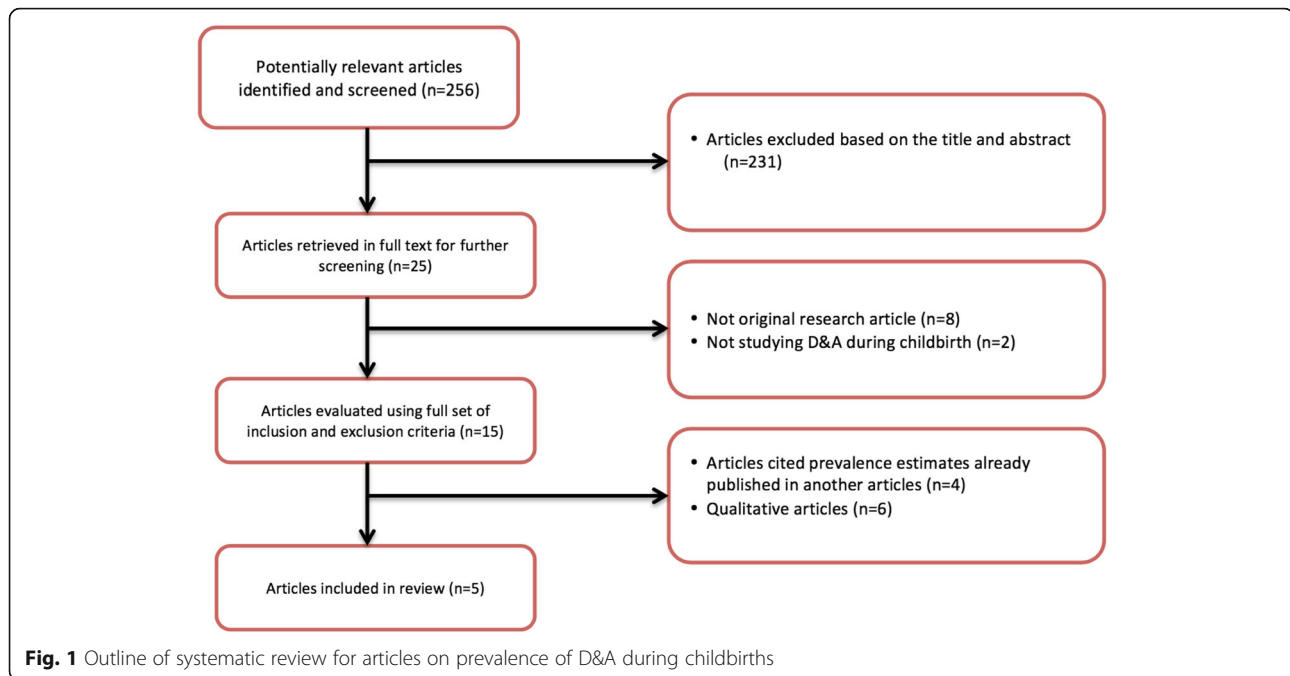 Potentially relevant articles
identified and screened (n=256)
• Articles excluded based on the title and abstract
(n=231)
Articles retrieved in full text for further
screening (n=25)
• Not original research article (n=8)
• Not studying D&A during childbirth (n=2)
Articles evaluated using full set of
inclusion and exclusion criteria (n=15)
• Articles cited prevalence estimates already
published in another articles (n=4)
• Qualitative articles (n=6)
Articles included in review (n=5)
Fig. 1 Outline of systematic review for articles on prevalence of D&A during childbirths